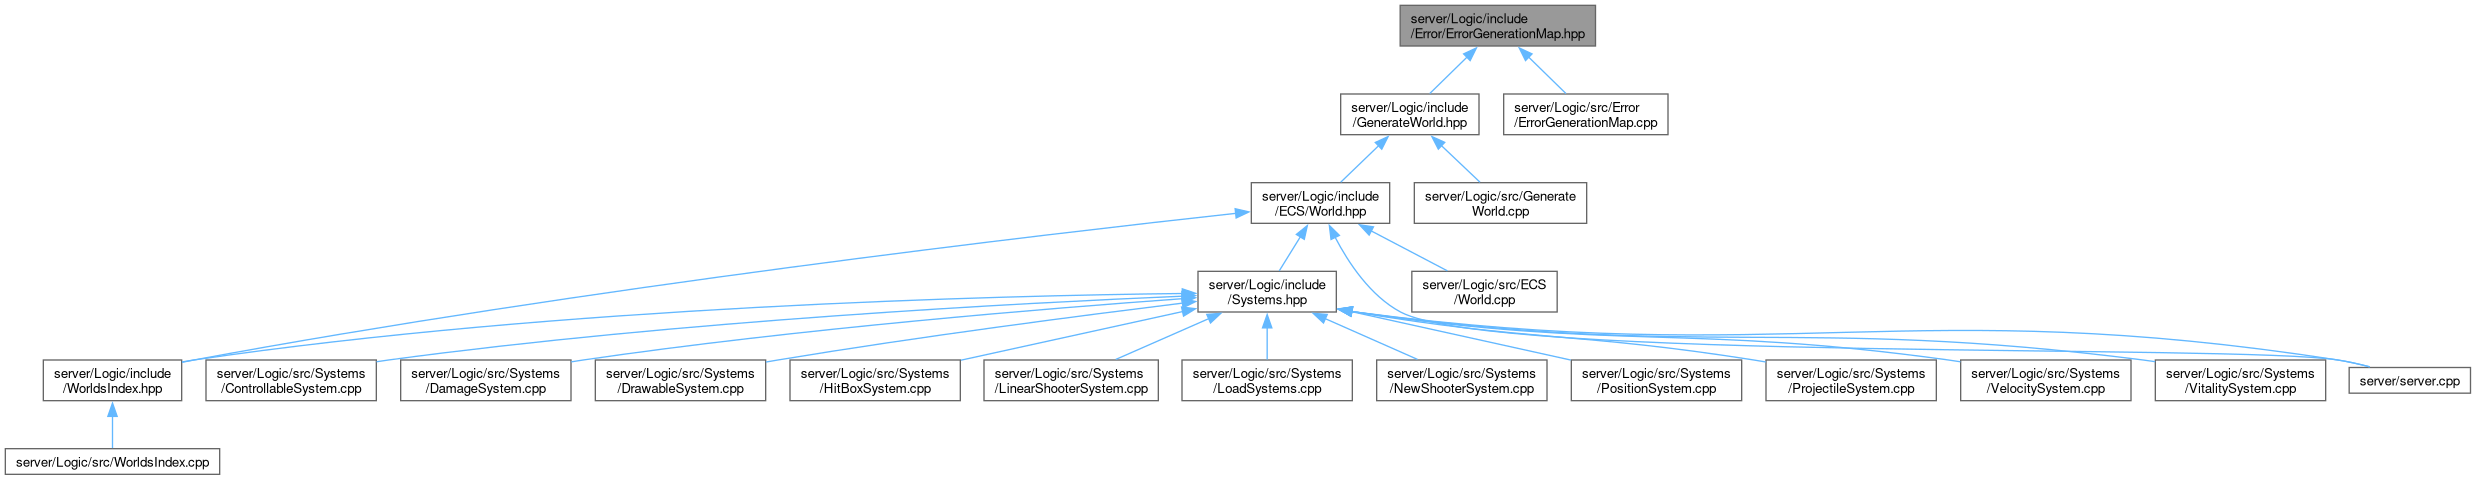 server/Logic/include
/Error/ErrorGenerationMap.hpp
server/Logic/include
/GenerateWorld.hpp
server/Logic/src/Error
/ErrorGenerationMap.cpp
server/Logic/include
/ECS/World.hpp
server/Logic/src/Generate
World.cpp
server/Logic/include
/Systems.hpp
server/Logic/src/ECS
/World.cpp
server/Logic/include
/WorldsIndex.hpp
server/Logic/src/Systems
/ControllableSystem.cpp
server/Logic/src/Systems
/DamageSystem.cpp
server/Logic/src/Systems
/DrawableSystem.cpp
server/Logic/src/Systems
/HitBoxSystem.cpp
server/Logic/src/Systems
/LinearShooterSystem.cpp
server/Logic/src/Systems
/LoadSystems.cpp
server/Logic/src/Systems
/NewShooterSystem.cpp
server/Logic/src/Systems
/PositionSystem.cpp
server/Logic/src/Systems
/ProjectileSystem.cpp
server/Logic/src/Systems
/VelocitySystem.cpp
server/Logic/src/Systems
/VitalitySystem.cpp
server/server.cpp
server/Logic/src/WorldsIndex.cpp